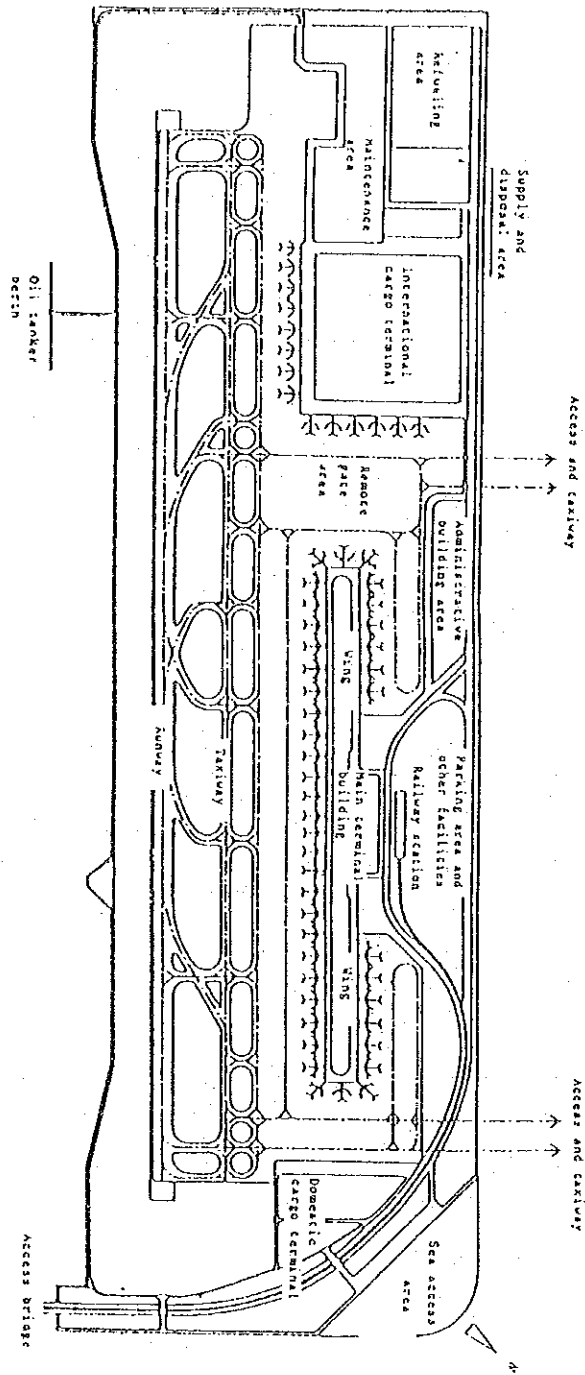 Refuelling
area
Supply and
disposal area
Maintenance
area
International
cargo terminal
Oil tanker
berth
Access and taxiway
Remote
gate
area
Administrative
building area
Wing
Main terminal
building
Wing
Parking area and
other facilities
Railway station
Taxiway
Runway
Access and taxiway
Domestic
cargo terminal
Sea access
area
Access bridge